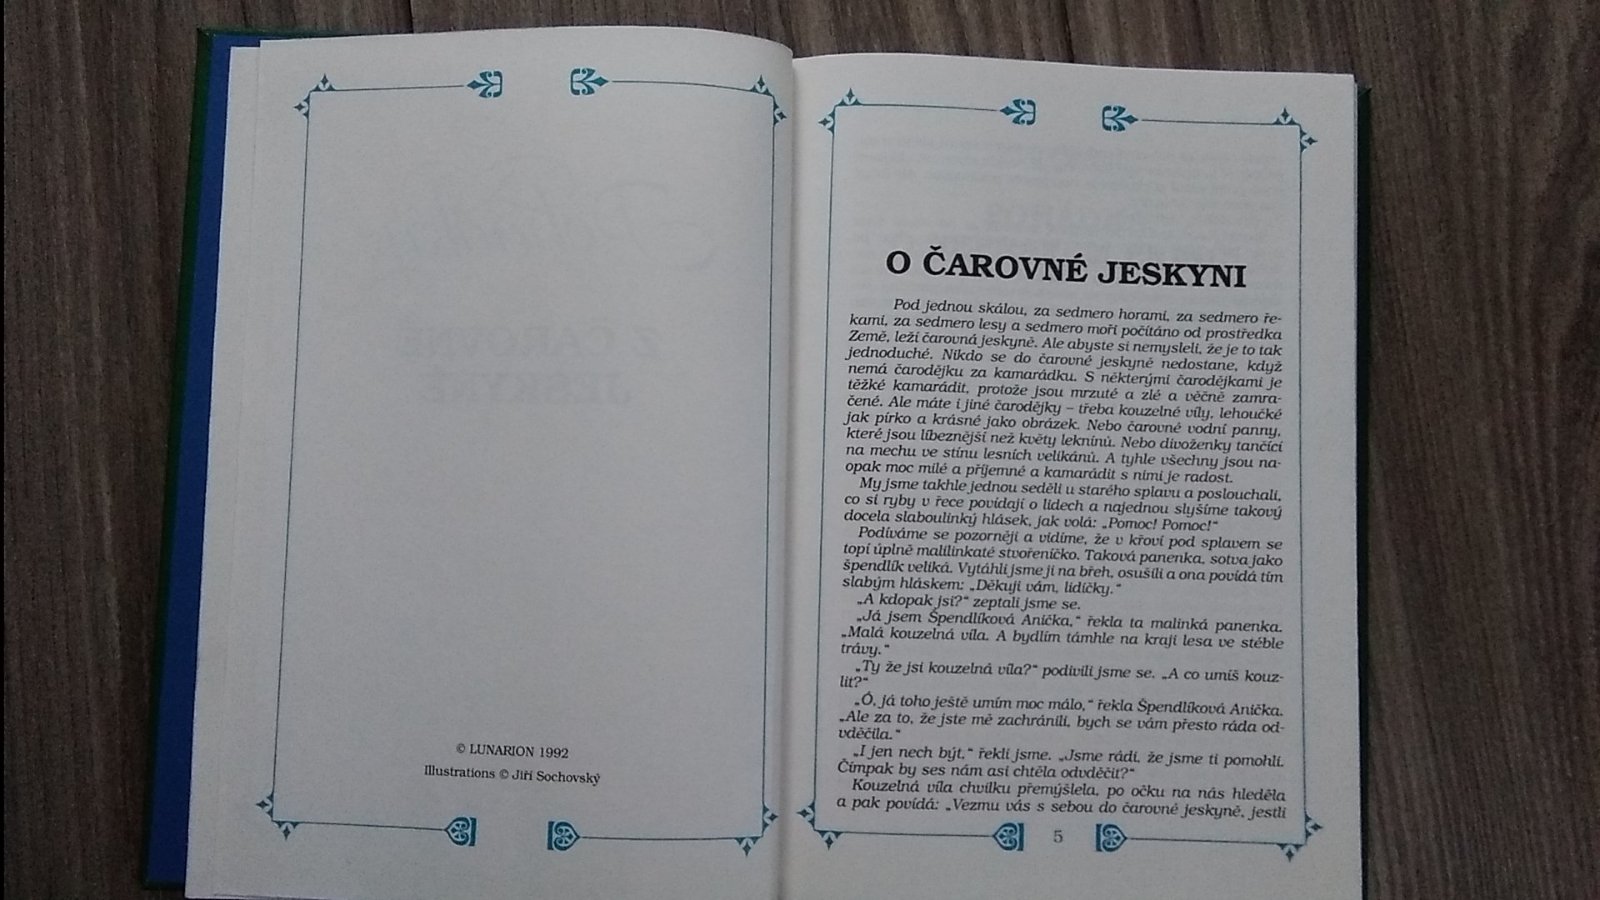 © LUNARION 1992
Illustrations © Jiří Sochovský
O ČAROVNÉ JESKYNI
Pod jednou skálou, za sedmero horami, za sedmero ře-
kami, za sedmero lesy a sedmero moři počítáno od prostředka
Země, leží čarovná jeskyně. Ale abyste si nemysleli, že je to tak
jednoduché. Nikdo se do čarovné jeskyně nedostane, když
nemá čarodějku za kamarádku. S některými čarodějkami je
těžké kamarádit, protože jsou mrzuté a zlé a věčně zamra-
čené. Ale máte i jiné čarodějky – třeba kouzelné víly, lehoučké
jak pírko a krásné jako obrázek. Nebo čarovné vodní panny,
které jsou líbeznější než květy leknínů. Nebo divoženky tančící
na mechu ve stínu lesních velikánů. A tyhle všechny jsou na-
opak moc milé a příjemné a kamarádit s nimi je radost.
My jsme takhle jednou seděli u starého splavu a poslouchali,
co si ryby v řece povídají o lidech a najednou slyšíme takový
docela slaboulinký hlásek, jak volá: „Pomoc! Pomoc!“
Podíváme se pozorněji a vidíme, že v křoví pod splavem se
topí úplně malilinkaté stvořeníčko. Taková panenka, sotva jako
špendlík veliká. Vytáhli jsme ji na břeh, osušili a ona povídá tím
slabým hláskem: „Děkuji vám, lidičky.“
„A kdopak jsi?“ zeptali jsme se.
„Já jsem Špendlíková Anička,“ řekla ta malinká panenka.
„Malá kouzelná víla. A bydlím támhle na kraji lesa ve stéble
trávy.“
„Ty že jsi kouzelná víla?“ podivili jsme se. „A co umíš kouz-
lit?“
„Ó, já toho ještě umím moc málo,“ řekla Špendlíková Anička.
„Ale za to, že jste mě zachránili, bych se vám přesto ráda od-
vděčila.“
„I jen nech být,“ řekli jsme. „Jsme rádi, že jsme ti pomohli.
Čímpak by ses nám asi chtěla odvděčit?“
Kouzelná víla chvilku přemýšlela, po očku na nás hleděla
a pak povídá: „Vezmu vás s sebou do čarovné jeskyně, jestli
5